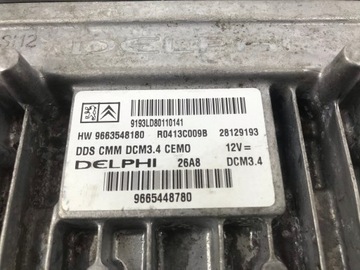 9193LD80110141
HW 9663548180 R0413C009B 28129193
DDS CMM DCM3.4 CEMO 12V=
DELPHI 26A8 DCM3.4
9665448780